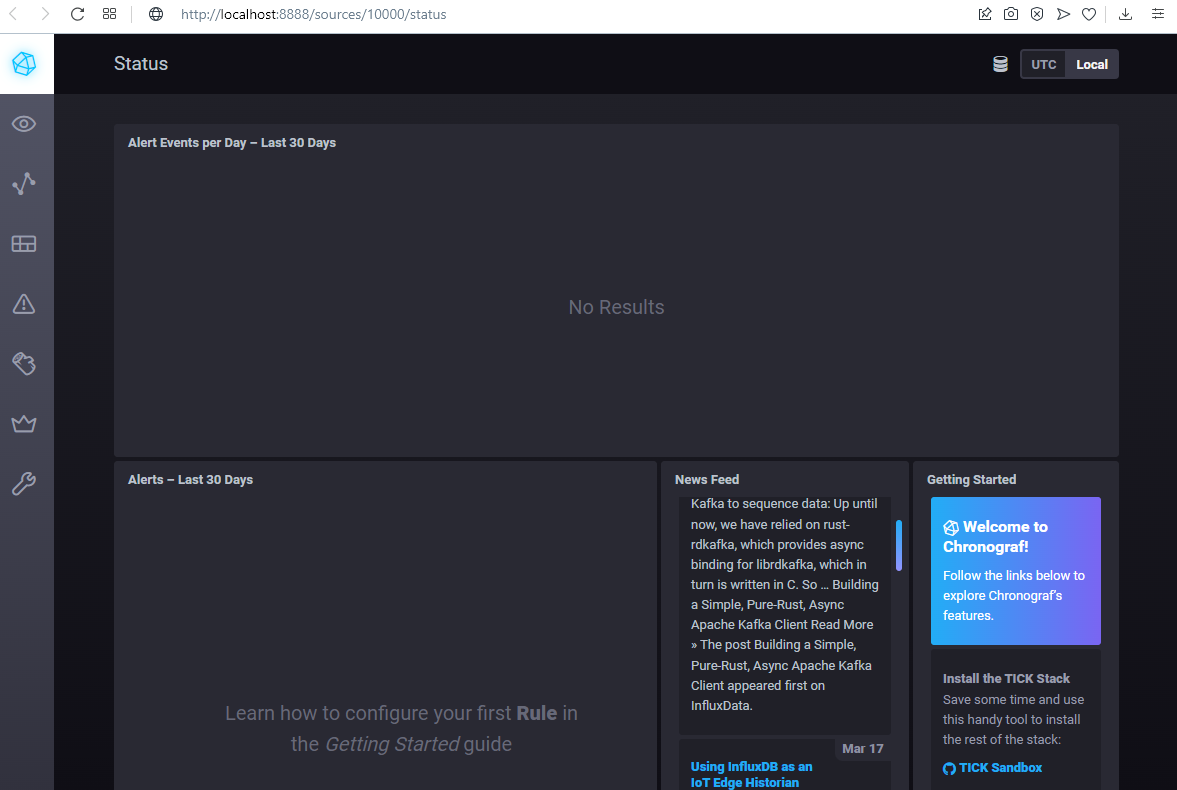 http://localhost:8888/sources/10000/status
Status
UTC
Local
Alert Events per Day – Last 30 Days
No Results
Alerts – Last 30 Days
Learn how to configure your first Rule in
the Getting Started guide
News Feed
Kafka to sequence data: Up until
now, we have relied on rust-
rdkafka, which provides async
binding for librdkafka, which in
turn is written in C. So ... Building
a Simple, Pure-Rust, Async
Apache Kafka Client Read More
» The post Building a Simple,
Pure-Rust, Async Apache Kafka
Client appeared first on
InfluxData.
Mar 17
Using InfluxDB as an
IoT Edge Historian
Getting Started
Welcome to
Chronograf!
Follow the links below to
explore Chronograf's
features.
Install the TICK Stack
Save some time and use
this handy tool to install
the rest of the stack:
TICK Sandbox